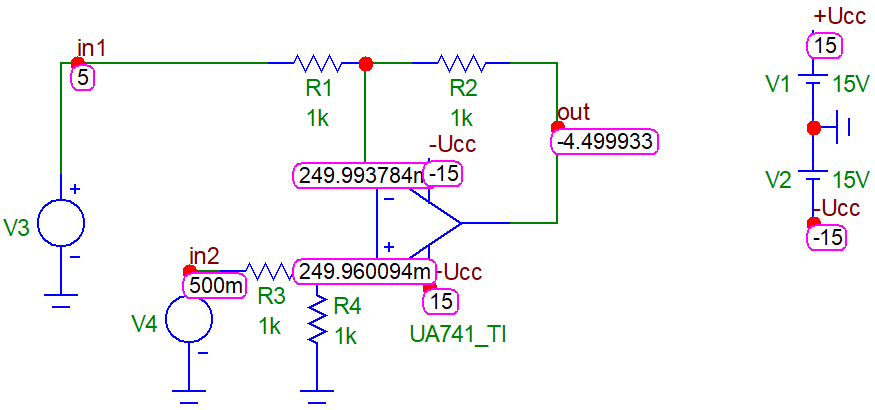 in1
5
R1
1k
R2
1k
out
-4.499933
-Ucc
-15
249.993784m
V3
+
-
-
+
in2
500m
R3
1k
249.960094m
-Ucc
15
R4
1k
V4
-
UA741_TI
+Ucc
15
V1
15V
V2
15V
-Ucc
-15